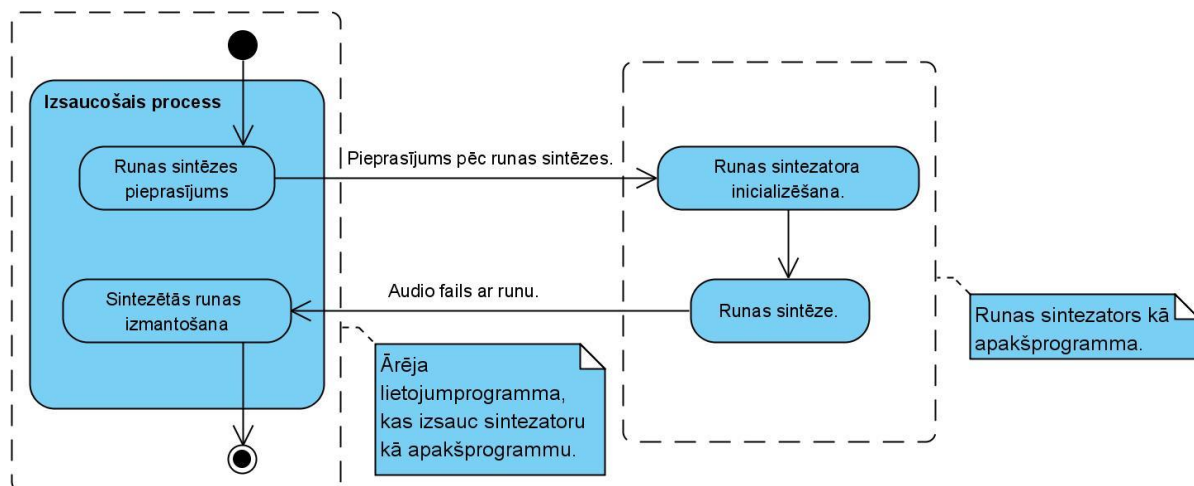 Izsaucošais process
Runas sintēzes
pieprasījums
Pieprasījums pēc runas sintēzes.
Runas sintezatora
inicializēšana.
Sintezētās runas
izmantošana
Audio fails ar runu.
Runas sintēze.
Runas sintezators kā
apakšprogramma.
Ārēja
lietojumprogramma,
kas izsauc sintezatoru
kā apakšprogrammu.